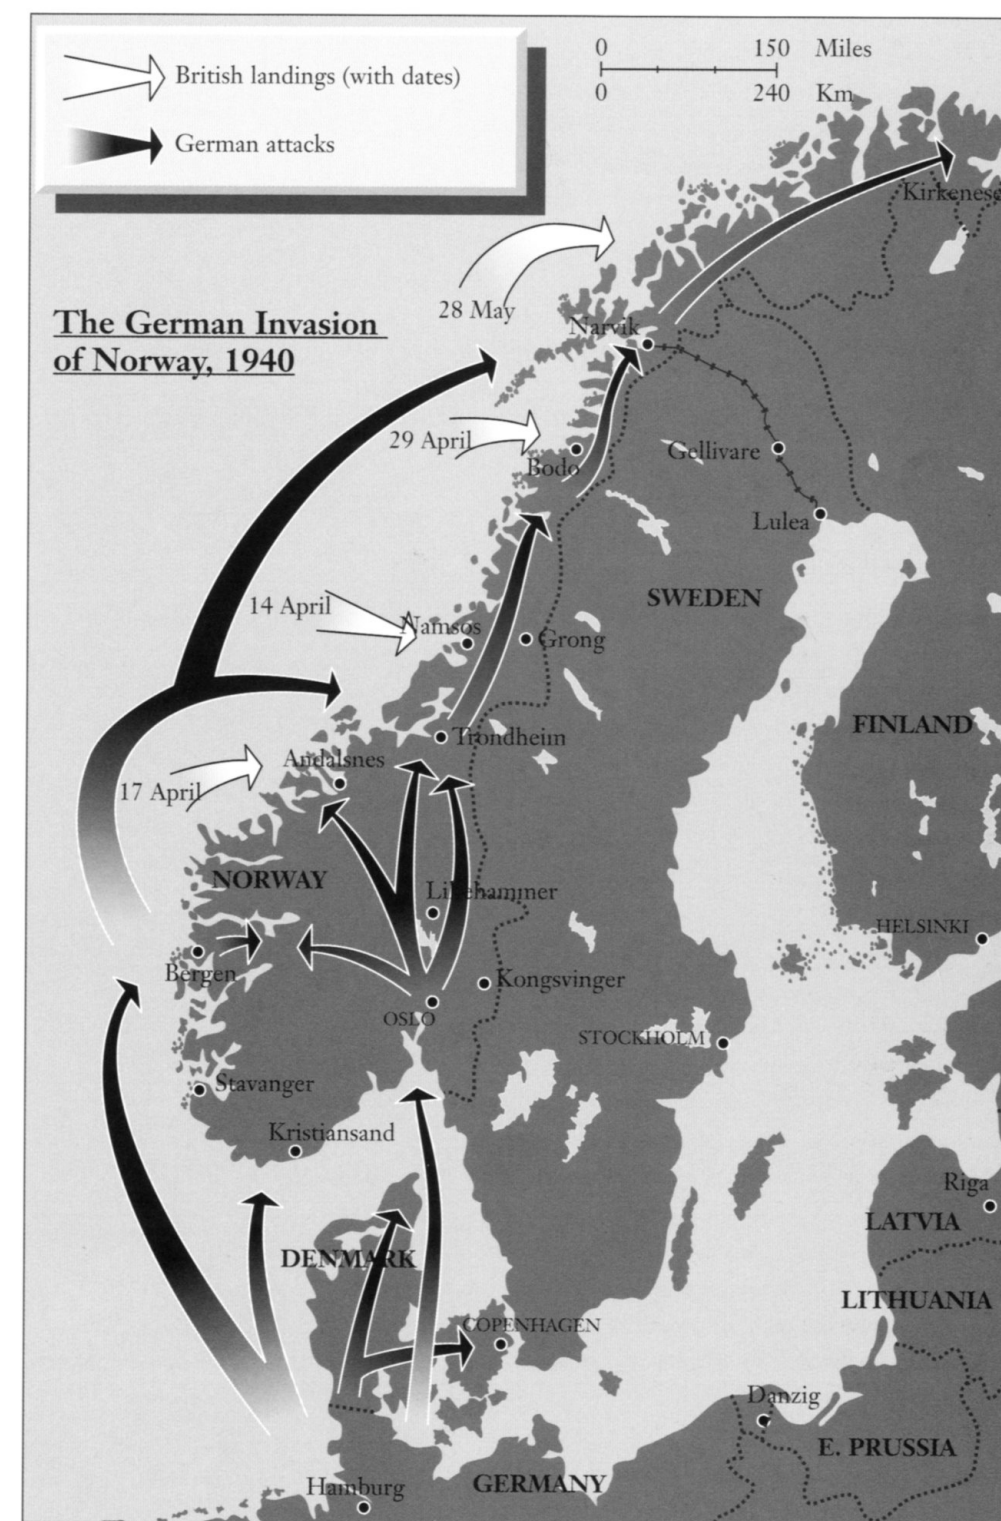 0 150 Miles
0 240 Km
British landings (with dates)
German attacks
Kirkenese
28 May
The German Invasion
of Norway, 1940
Narvik
29 April
Bodo
Gellivare
Lulea
14 April
Namsos
Grong
SWEDEN
Trondheim
FINLAND
Andalsnes
17 April
NORWAY
Lillehammer
HELSINKI
Bergen
Kongsvinger
OSLO
STOCKHOLM
Stavanger
Kristiansand
Riga
LATVIA
DENMARK
LITHUANIA
COPENHAGEN
Danzig
E. PRUSSIA
Hamburg
GERMANY